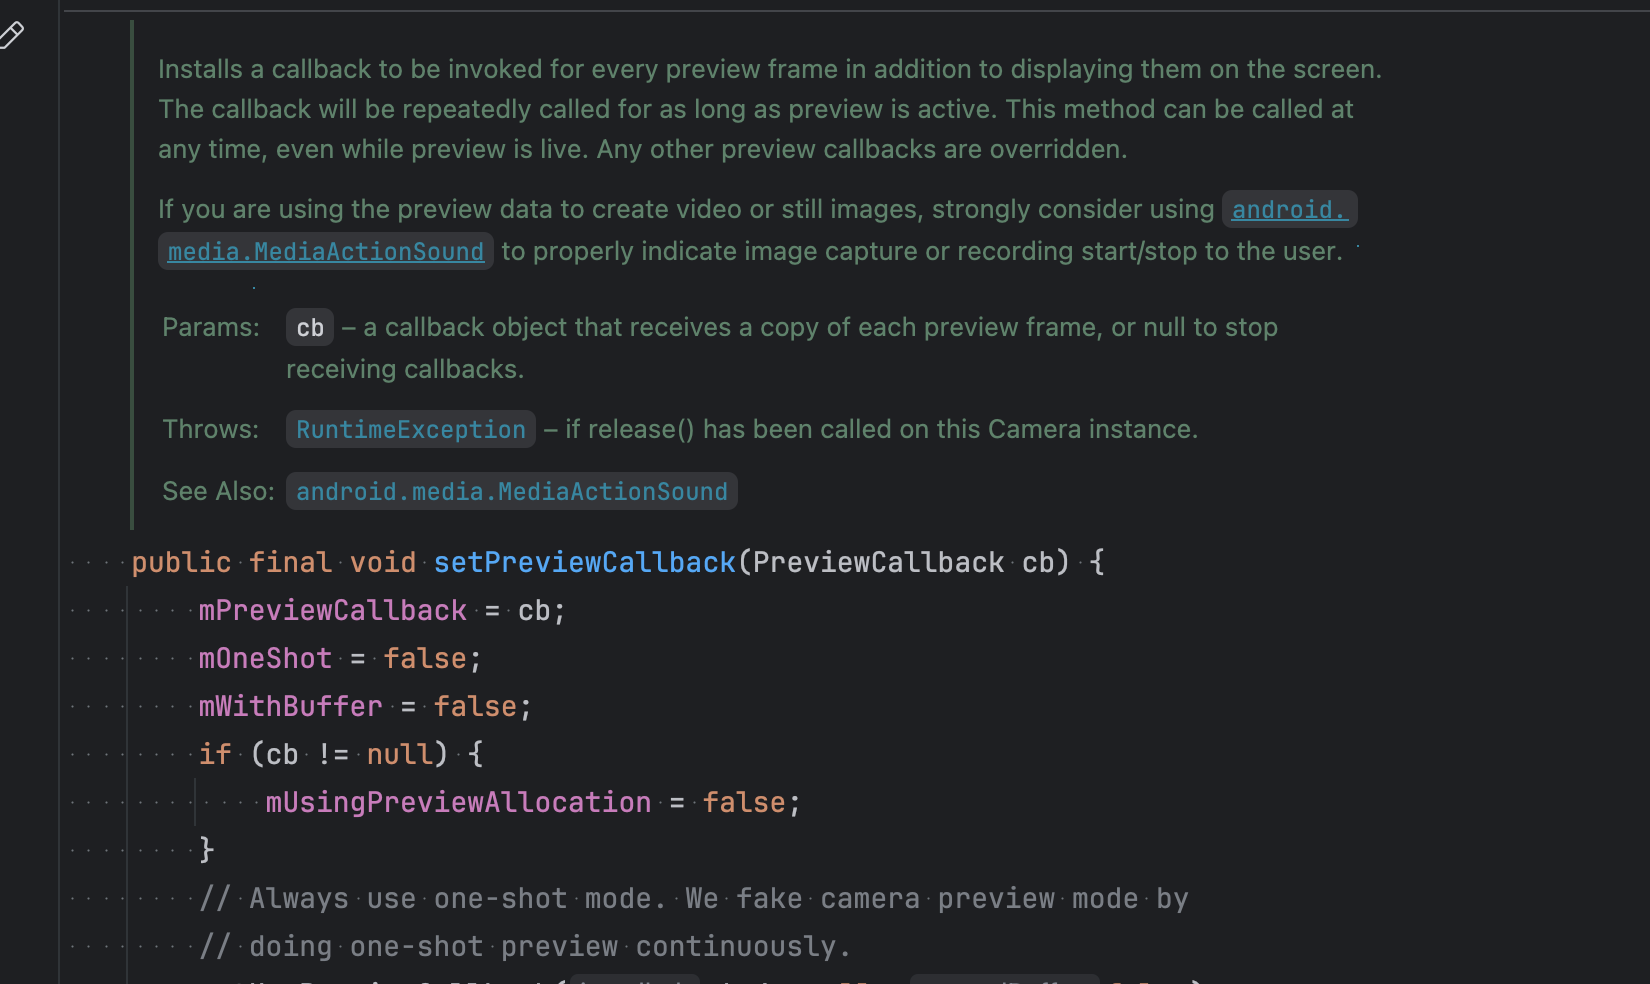 Installs a callback to be invoked for every preview frame in addition to displaying them on the screen.
The callback will be repeatedly called for as long as preview is active. This method can be called at
any time, even while preview is live. Any other preview callbacks are overridden.
If you are using the preview data to create video or still images, strongly consider using android.
media.MediaActionSound to properly indicate image capture or recording start/stop to the user.
Params: cb – a callback object that receives a copy of each preview frame, or null to stop
receiving callbacks.
Throws: RuntimeException – if release() has been called on this Camera instance.
See Also: android.media.MediaActionSound
public final void setPreviewCallback(PreviewCallback cb) {
mPreviewCallback = cb;
mOneShot = false;
mWithBuffer = false;
if (cb != null) {
mUsingPreviewAllocation = false;
}
// Always use one-shot mode. We fake camera preview mode by
// doing one-shot preview continuously.